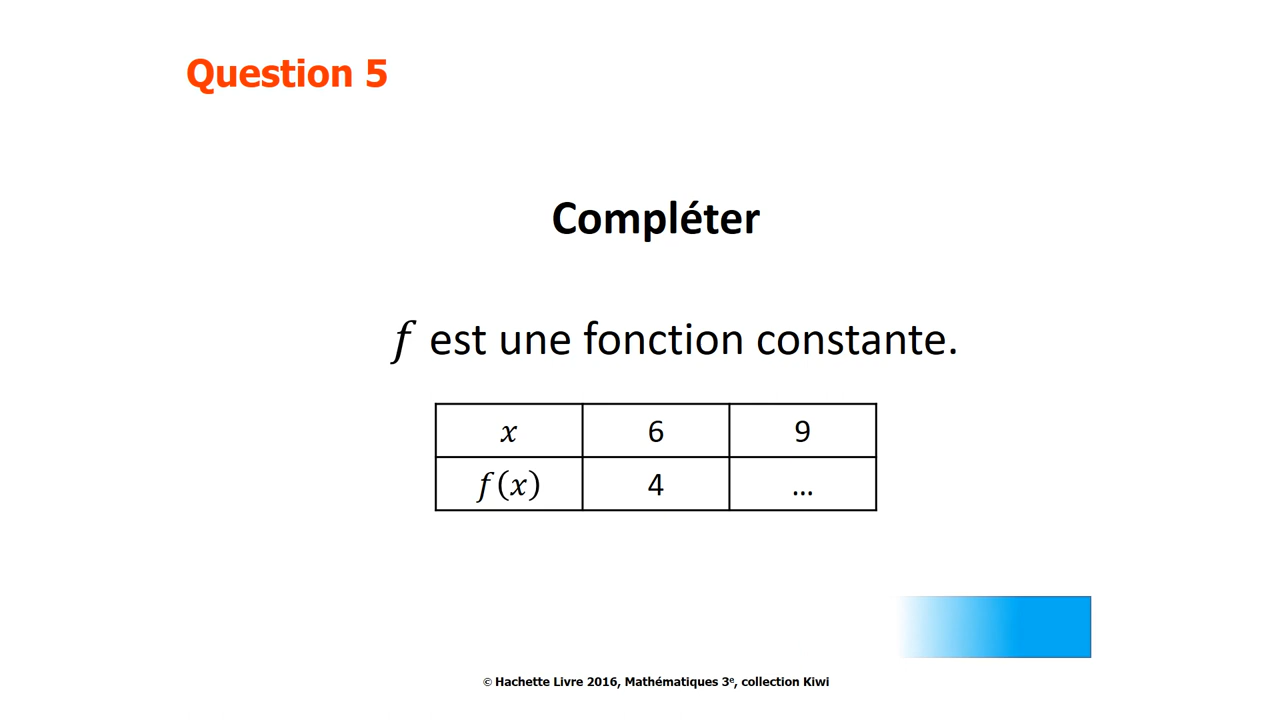 Question 5
Compléter
f est une fonction constante.
x 6 9
f(x) 4 ...
© Hachette Livre 2016, Mathématiques 3e, collection Kiwi